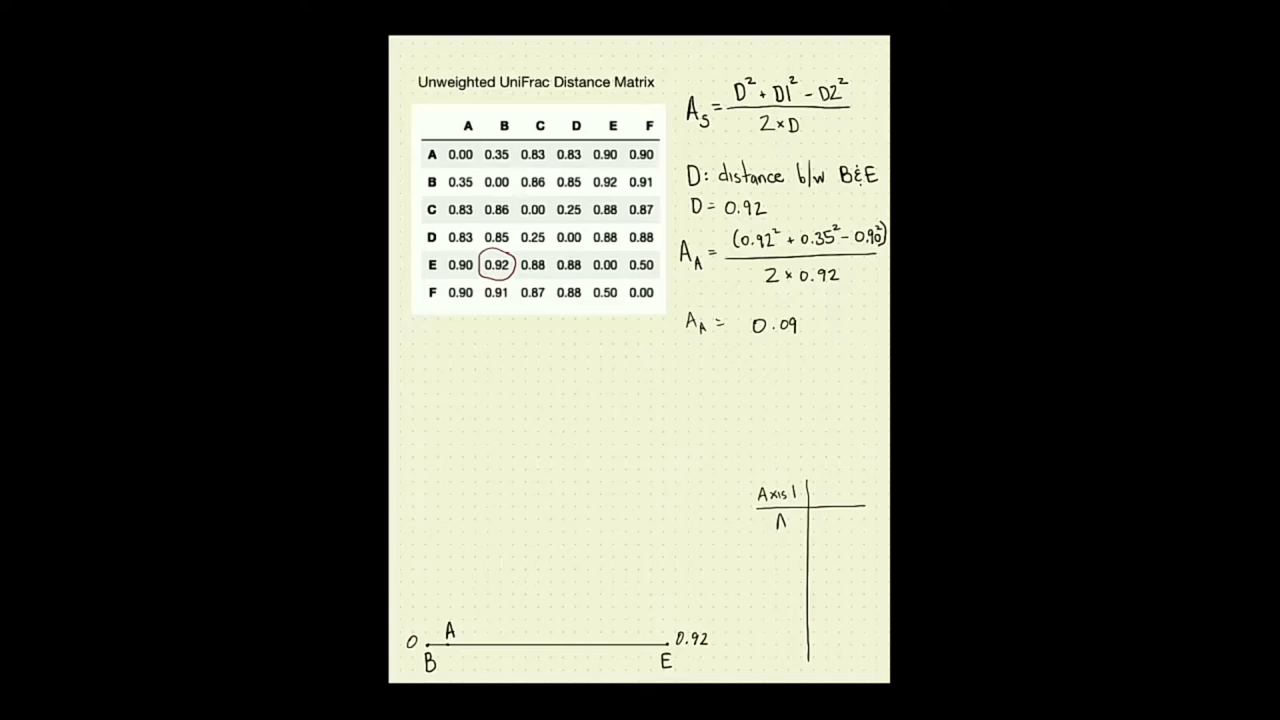 Unweighted UniFrac Distance Matrix
A B C D E F
A 0.00 0.35 0.83 0.83 0.90 0.90
B 0.35 0.00 0.86 0.85 0.92 0.91
C 0.83 0.86 0.00 0.25 0.88 0.87
D 0.83 0.85 0.25 0.00 0.88 0.88
E 0.90 0.92 0.88 0.88 0.00 0.50
F 0.90 0.91 0.87 0.88 0.50 0.00
A_S = (D² + D1² - D2²) / (2 × D)
D: distance b/w B & E
D = 0.92
A_A = (0.92² + 0.35² - 0.90²) / (2 × 0.92)
A_A = 0.09
Axis 1
A
0 A 0.92
B E